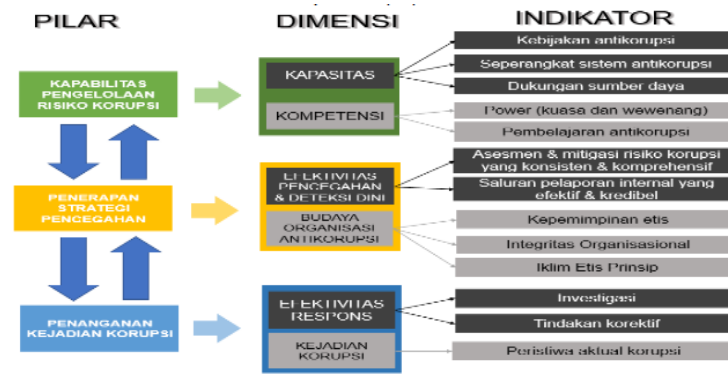 PILAR
DIMENSI
INDIKATOR
KAPABILITAS
PENGELOLAAN
RISIKO KORUPSI
KAPASITAS
KOMPETENSI
Kebijakan antikorupsi
Seperangkat sistem antikorupsi
Dukungan sumber daya
Power (kuasa dan wewenang)
Pembelajaran antikorupsi
PENERAPAN
STRATEGI
PENCEGAHAN
EFEKTIVITAS
PENCEGAHAN
& DETEKSI DINI
BUDAYA
ORGANISASI
ANTIKORUPSI
Asesmen & mitigasi risiko korupsi
yang konsisten & komprehensif
Saluran pelaporan internal yang
efektif & kredibel
Kepemimpinan etis
Integritas Organisasional
Iklim Etis Prinsip
PENANGANAN
KEJADIAN KORUPSI
EFEKTIVITAS
RESPONS
KEJADIAN
KORUPSI
Investigasi
Tindakan korektif
Peristiwa aktual korupsi